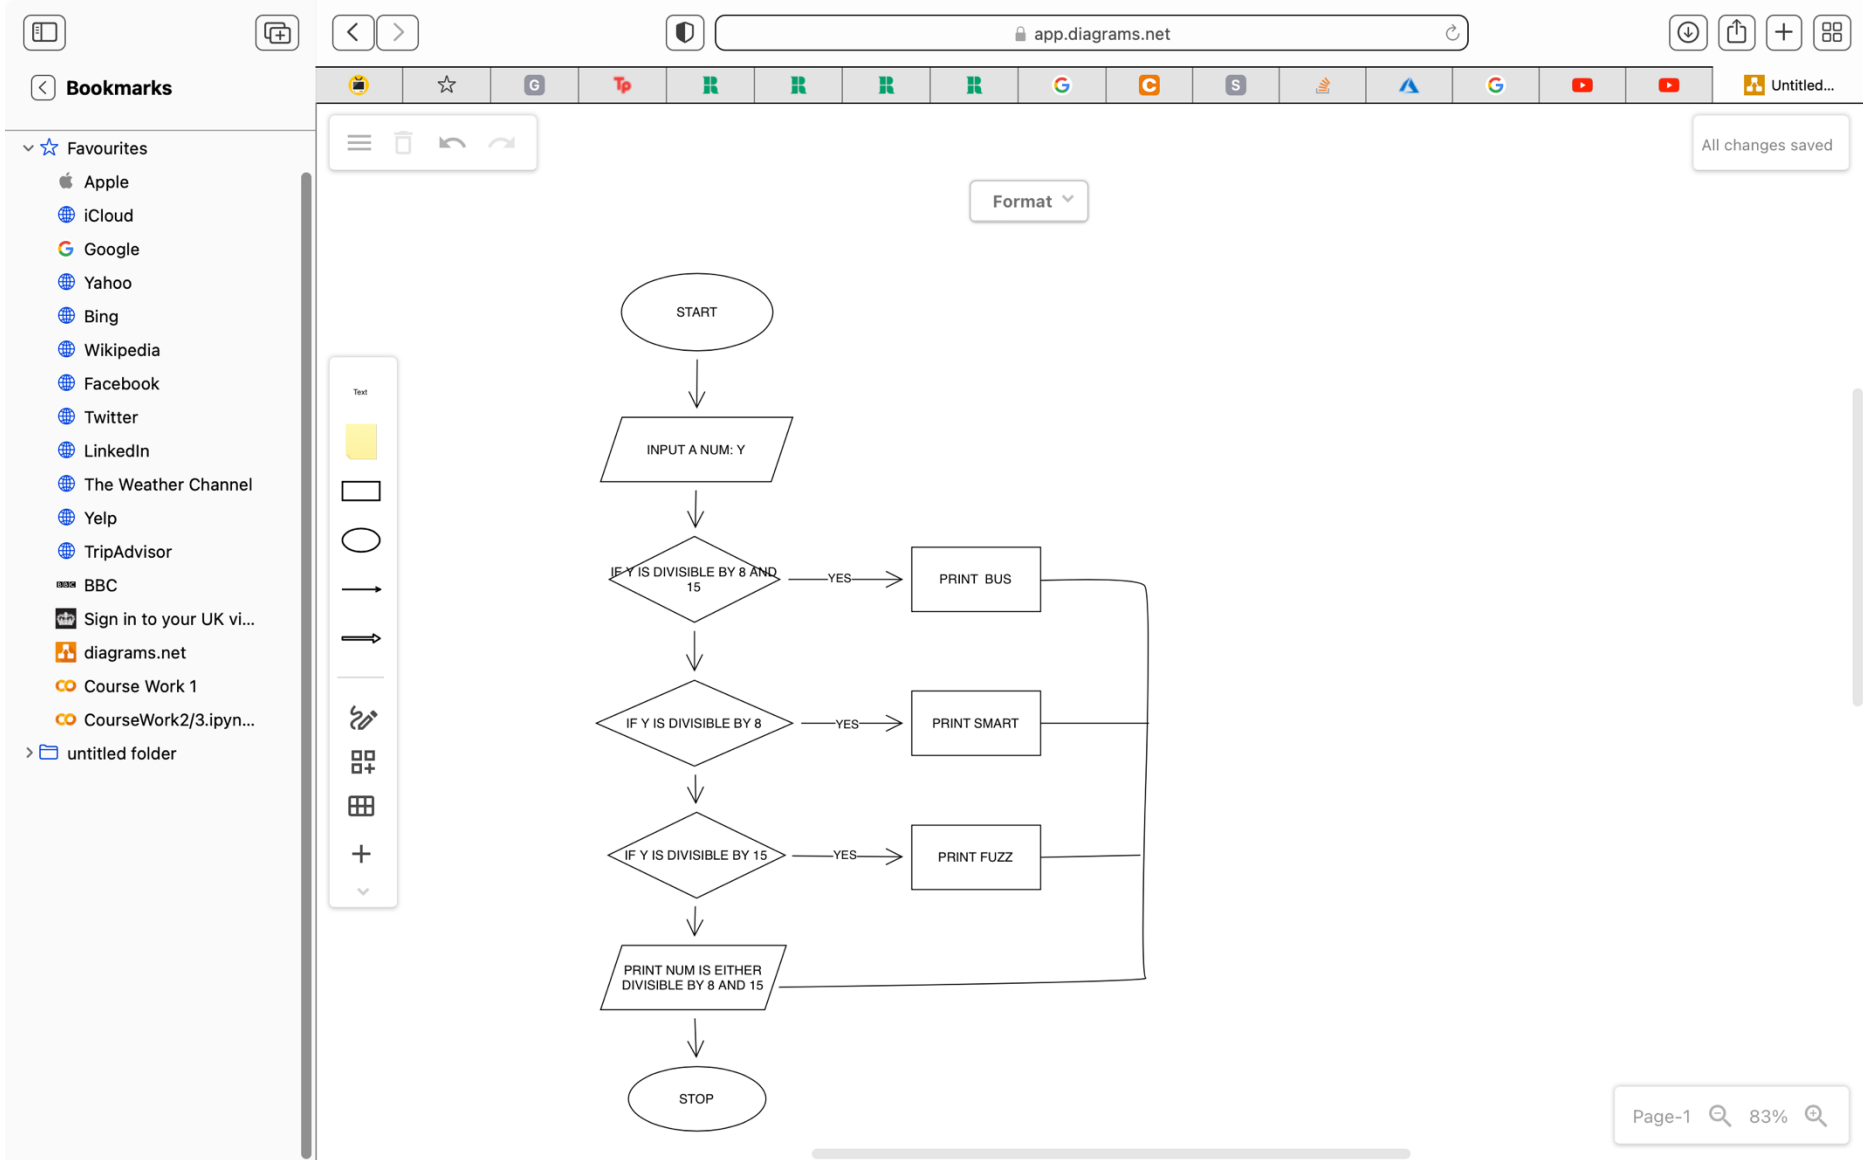 app.diagrams.net
Bookmarks
G
Tp
R
R
R
R
G
C
S
G
Untitled...
Favourites
Apple
iCloud
G Google
Yahoo
Bing
Wikipedia
Facebook
Twitter
LinkedIn
The Weather Channel
Yelp
TripAdvisor
BBC BBC
Sign in to your UK vi...
diagrams.net
Course Work 1
CourseWork2/3.ipyn...
untitled folder
All changes saved
Format
Text
START
INPUT A NUM: Y
IF Y IS DIVISIBLE BY 8 AND
15
YES
PRINT BUS
IF Y IS DIVISIBLE BY 8
YES
PRINT SMART
IF Y IS DIVISIBLE BY 15
YES
PRINT FUZZ
PRINT NUM IS EITHER
DIVISIBLE BY 8 AND 15
STOP
Page-1 83%